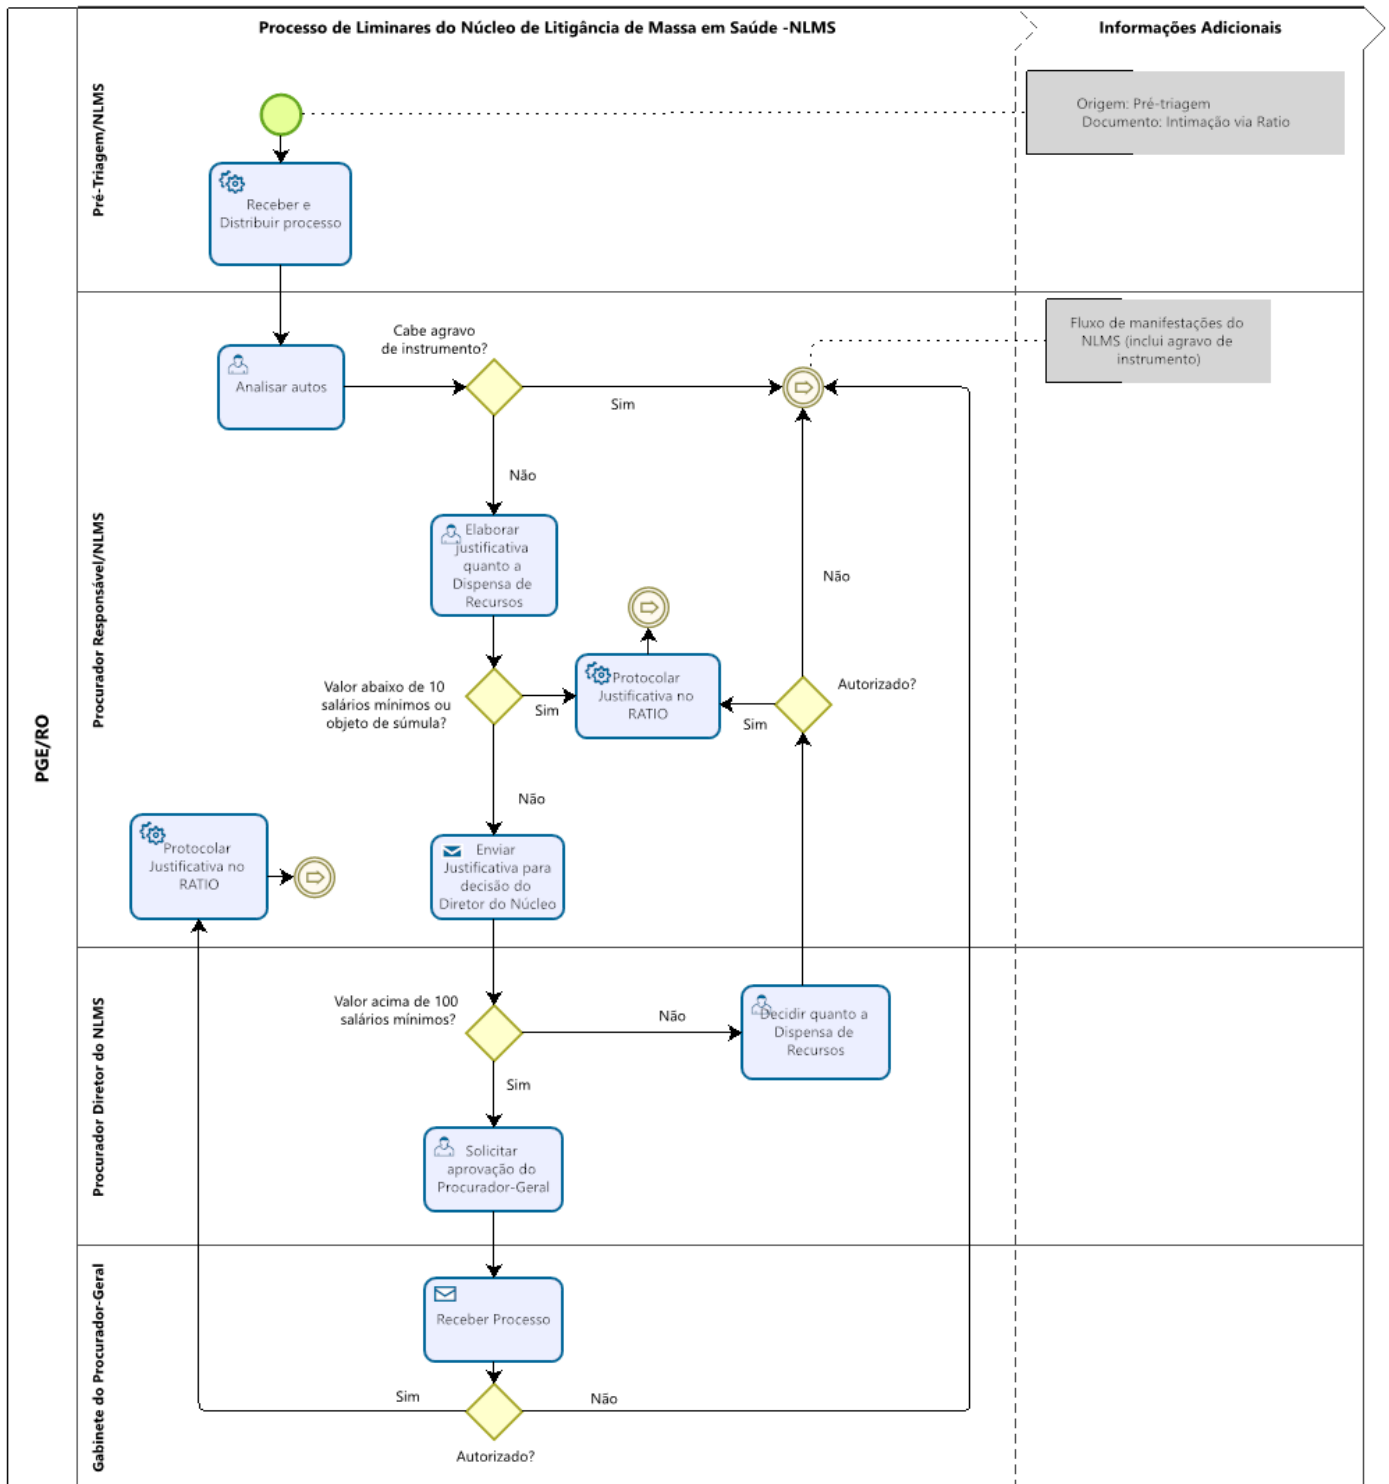 Processo de Liminares do Núcleo de Litigância de Massa em Saúde -NLMS
Informações Adicionais
PGE/RO
Pré-Triagem/NLMS
Origem: Pré-triagem
Documento: Intimação via Ratio
Receber e
Distribuir processo
Procurador Responsável/NLMS
Fluxo de manifestações do
NLMS (inclui agravo de
instrumento)
Cabe agravo
de instrumento?
Analisar autos
Sim
Não
Elaborar
justificativa
quanto a
Dispensa de
Recursos
Não
Valor abaixo de 10
salários mínimos ou
objeto de súmula?
Sim
Protocolar
Justificativa no
RATIO
Sim
Autorizado?
Não
Protocolar
Justificativa no
RATIO
Enviar
Justificativa para
decisão do
Diretor do Núcleo
Procurador Diretor do NLMS
Valor acima de 100
salários mínimos?
Não
Decidir quanto a
Dispensa de
Recursos
Sim
Solicitar
aprovação do
Procurador-Geral
Gabinete do Procurador-Geral
Receber Processo
Sim
Não
Autorizado?